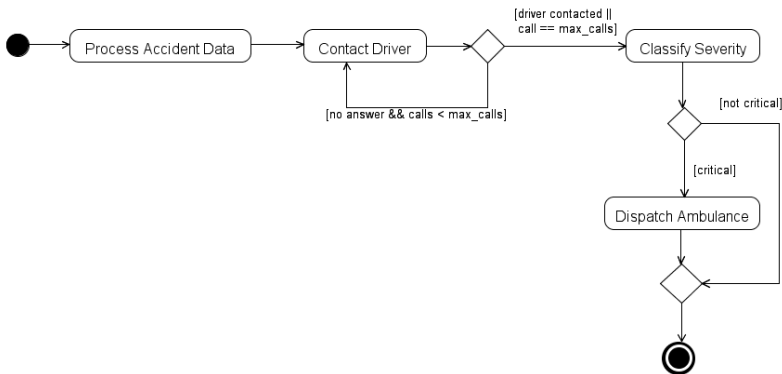 [driver contacted ||
call == max_calls]
Process Accident Data
Contact Driver
Classify Severity
[not critical]
[no answer && calls < max_calls]
[critical]
Dispatch Ambulance